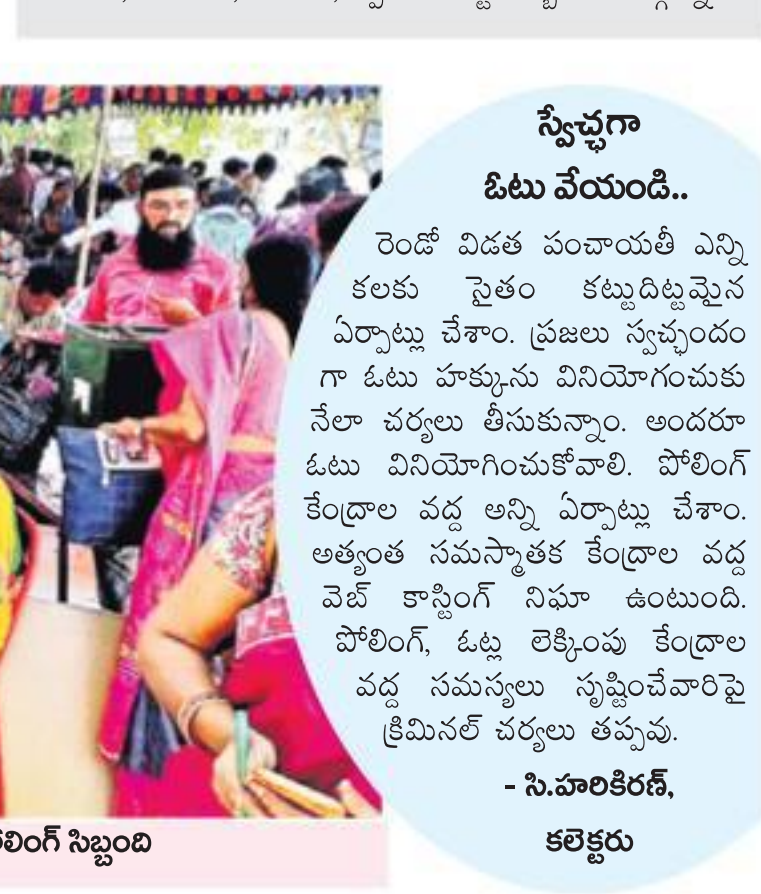 స్వేచ్ఛగా
ఓటు వేయండి..
రెండో విడత పంచాయతీ ఎన్ని
కలకు సైతం కట్టుదిట్టమైన
ఏర్పాట్లు చేశాం. ప్రజలు స్వచ్ఛందం
గా ఓటు హక్కును వినియోగంచుకు
నేలా చర్యలు తీసుకున్నాం. అందరూ
ఓటు వినియోగించుకోవాలి. పోలింగ్
కేంద్రాల వద్ద అన్ని ఏర్పాట్లు చేశాం.
అత్యంత సమస్మాతక కేంద్రాల వద్ద
వెబ్ కాస్టింగ్ నిఘా ఉంటుంది.
పోలింగ్, ఓట్ల లెక్కింపు కేంద్రాల
వద్ద సమస్యలు సృష్టించేవారిపై
క్రిమినల్ చర్యలు తప్పవు.
- సి.హరికిరణ్,
కలెక్టరు
సిబ్బంది